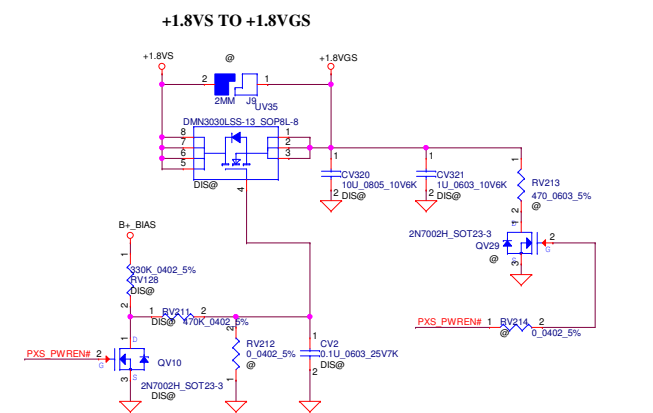 +1.8VS TO +1.8VGS
+1.8VS
@
+1.8VGS
2
1
2MM
J9
UV35
DMN3030LSS-13_SOP8L-8
8
7
6
5
1
2
3
DIS@
4
1
CV320
10U_0805_10V6K
2
DIS@
1
CV321
1U_0603_10V6K
2
DIS@
1
RV213
470_0603_5%
@
2
B+_BIAS
1
330K_0402_5%
RV128
DIS@
2
2N7002H_SOT23-3
QV29
@
1
D
2
G
3
S
1
RV211
2
DIS@
470K_0402_5%
PXS_PWREN#
1
RV214
2
@
0_0402_5%
2
RV212
0_0402_5%
@
1
1
CV2
0.1U_0603_25V7K
DIS@
2
PXS_PWREN#
2
G
1
D
QV10
3
S
2N7002H_SOT23-3
DIS@